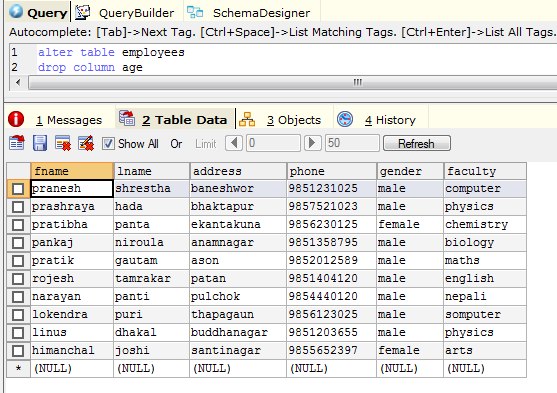 Query QueryBuilder SchemaDesigner
Autocomplete: [Tab]->Next Tag. [Ctrl+Space]->List Matching Tags. [Ctrl+Enter]->List All Tags.
1 alter table employees
2 drop column age
1 Messages 2 Table Data 3 Objects 4 History
Show All Or Limit 0 50 Refresh
fname lname address phone gender faculty
pranesh shrestha baneshwor 9851231025 male computer
prashraya hada bhaktapur 9857521023 male physics
pratibha panta ekantakuna 9856230125 female chemistry
pankaj niroula anamnagar 9851358795 male biology
pratik gautam ason 9852012589 male maths
rojesh tamrakar patan 9851404120 male english
narayan panti pulchok 9854440120 male nepali
lokendra puri thapagaun 9856123025 male somputer
linus dhakal buddhanagar 9851203655 male physics
himanchal joshi santinagar 9855652397 female arts
* (NULL) (NULL) (NULL) (NULL) (NULL) (NULL)